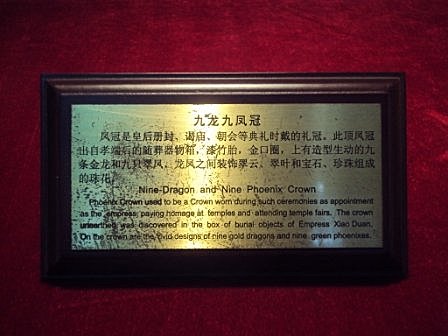 九龙九凤冠
凤冠是皇后册封、谒庙、朝会等典礼时戴的礼冠。此顶凤冠
出自孝端后的随葬器物箱，漆竹胎，金口圈，上有造型生动的九
条金龙和九只翠凤，龙凤之间装饰翠云、翠叶和宝石、珍珠组成
的珠花。
Nine-Dragon and Nine Phoenix Crown
Phoenix Crown used to be a Crown worn during such ceremonies as appointment
as the empress, paying homage at temples and attending temple fairs. The crown
unearthed was discovered in the box of burial objects of Empress Xiao Duan,
On the crown are the vivid designs of nine gold dragons and nine green phoenixes.